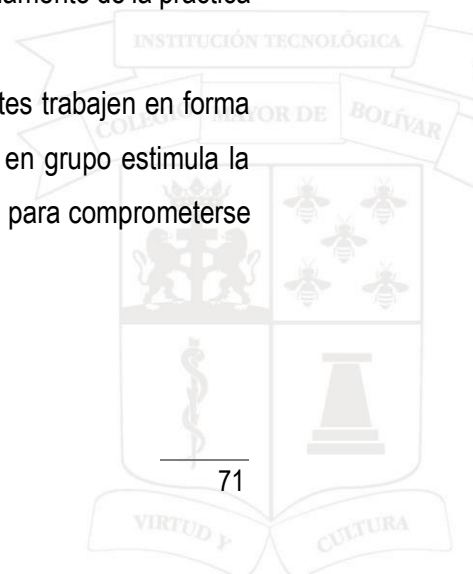 damento de la práctica
INSTITUCIÓN TECNOLÓGICA
tes trabajen en forma
COLEGIO MAYOR DE BOLÍVAR
en grupo estimula la
para comprometerse
71
VIRTUD Y CULTURA